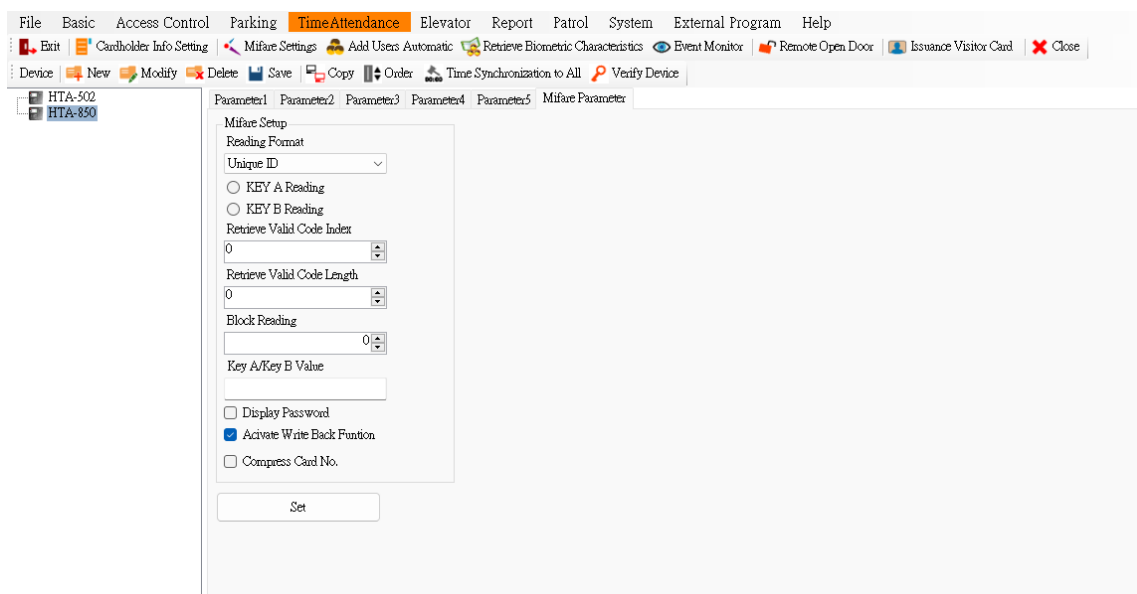 File Basic Access Control Parking TimeAttendance Elevator Report Patrol System External Program Help
Exit Cardholder Info Setting Mifare Settings Add Users Automatic Retrieve Biometric Characteristics Event Monitor Remote Open Door Issuance Visitor Card Close
Device New Modify Delete Save Copy Order Time Synchronization to All Verify Device
HTA-502
HTA-850
Parameter1 Parameter2 Parameter3 Parameter4 Parameter5 Mifare Parameter
Mifare Setup
Reading Format
Unique ID
KEY A Reading
KEY B Reading
Retrieve Valid Code Index
0
Retrieve Valid Code Length
0
Block Reading
0
Key A/Key B Value
Display Password
Acivate Write Back Funtion
Compress Card No.
Set